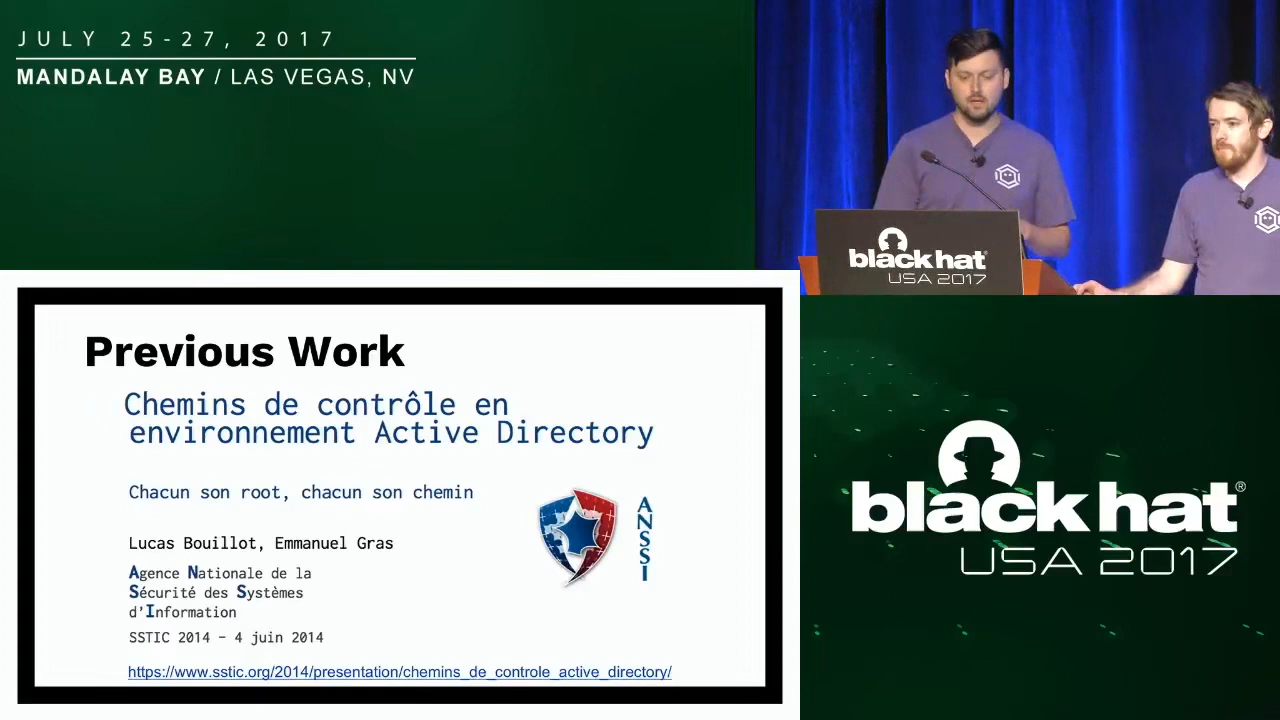 JULY 25-27, 2017
MANDALAY BAY / LAS VEGAS, NV
black hat®
USA 2017
Previous Work
Chemins de contrôle en
environnement Active Directory
Chacun son root, chacun son chemin
Lucas Bouillot, Emmanuel Gras
Agence Nationale de la
Sécurité des Systèmes
d'Information
SSTIC 2014 – 4 juin 2014
https://www.sstic.org/2014/presentation/chemins_de_controle_active_directory/
ANSSI
black hat®
USA 2017